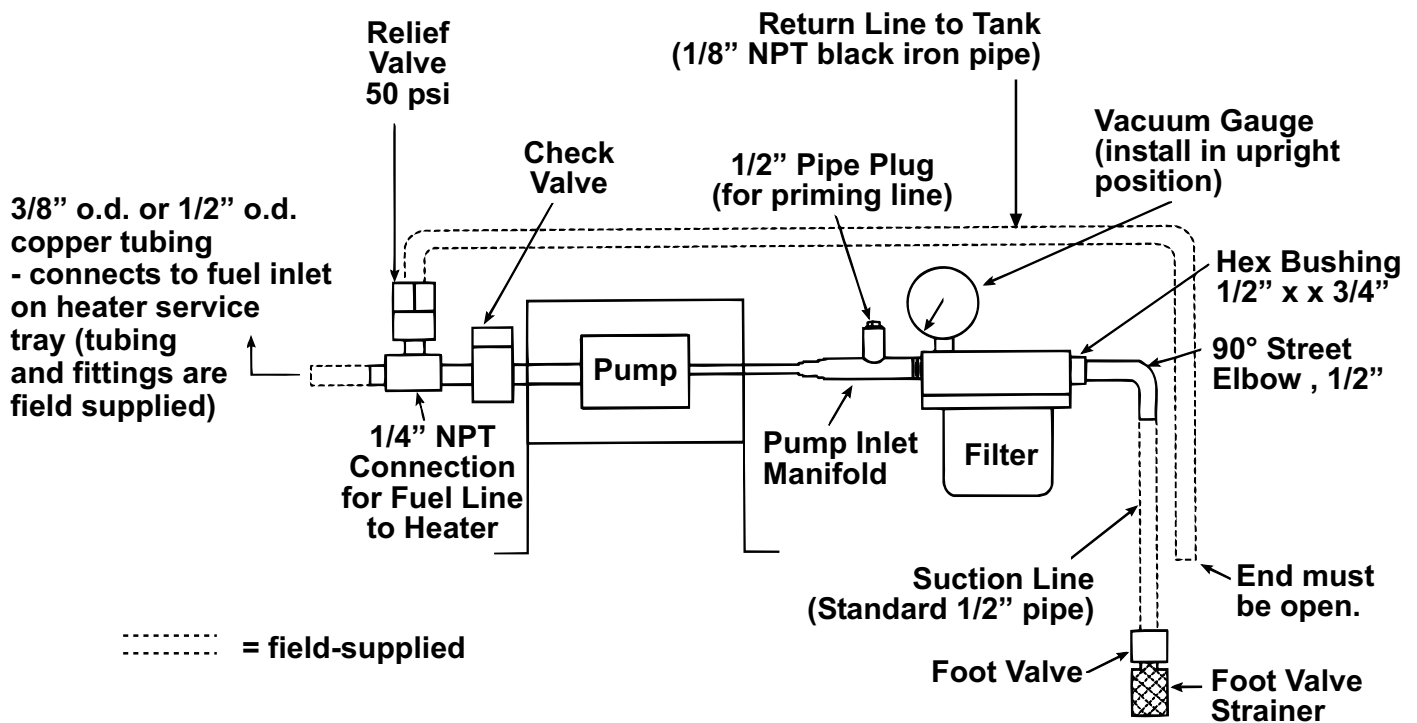 Relief
Valve
50 psi
Return Line to Tank
(1/8” NPT black iron pipe)
Check
Valve
1/2” Pipe Plug
(for priming line)
Vacuum Gauge
(install in upright
position)
3/8” o.d. or 1/2” o.d.
copper tubing
- connects to fuel inlet
on heater service
tray (tubing
and fittings are
field supplied)
Hex Bushing
1/2” x x 3/4”
90° Street
Elbow , 1/2”
Pump
1/4” NPT
Connection
for Fuel Line
to Heater
Pump Inlet
Manifold
Filter
Suction Line
(Standard 1/2” pipe)
End must
be open.
= field-supplied
Foot Valve
Foot Valve
Strainer